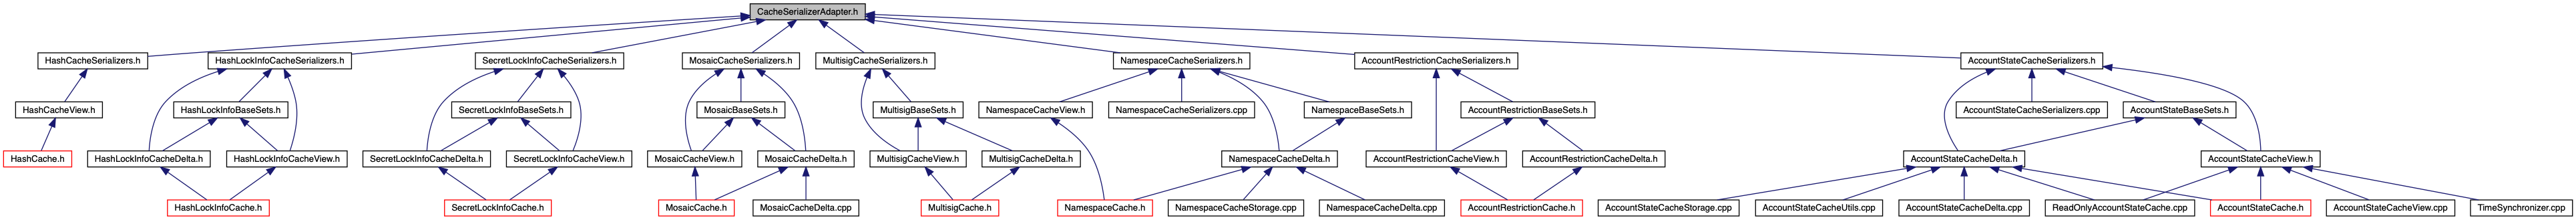 CacheSerializerAdapter.h
HashCacheSerializers.h
HashLockInfoCacheSerializers.h
SecretLockInfoCacheSerializers.h
MosaicCacheSerializers.h
MultisigCacheSerializers.h
NamespaceCacheSerializers.h
AccountRestrictionCacheSerializers.h
AccountStateCacheSerializers.h
HashCacheView.h
HashLockInfoBaseSets.h
SecretLockInfoBaseSets.h
MosaicBaseSets.h
MultisigBaseSets.h
NamespaceCacheView.h
NamespaceCacheSerializers.cpp
NamespaceBaseSets.h
AccountRestrictionBaseSets.h
AccountStateCacheSerializers.cpp
AccountStateBaseSets.h
HashCache.h
HashLockInfoCacheDelta.h
HashLockInfoCacheView.h
SecretLockInfoCacheDelta.h
SecretLockInfoCacheView.h
MosaicCacheView.h
MosaicCacheDelta.h
MultisigCacheView.h
MultisigCacheDelta.h
NamespaceCacheDelta.h
AccountRestrictionCacheView.h
AccountRestrictionCacheDelta.h
AccountStateCacheDelta.h
AccountStateCacheView.h
HashLockInfoCache.h
SecretLockInfoCache.h
MosaicCache.h
MosaicCacheDelta.cpp
MultisigCache.h
NamespaceCache.h
NamespaceCacheStorage.cpp
NamespaceCacheDelta.cpp
AccountRestrictionCache.h
AccountStateCacheStorage.cpp
AccountStateCacheUtils.cpp
AccountStateCacheDelta.cpp
ReadOnlyAccountStateCache.cpp
AccountStateCache.h
AccountStateCacheView.cpp
TimeSynchronizer.cpp